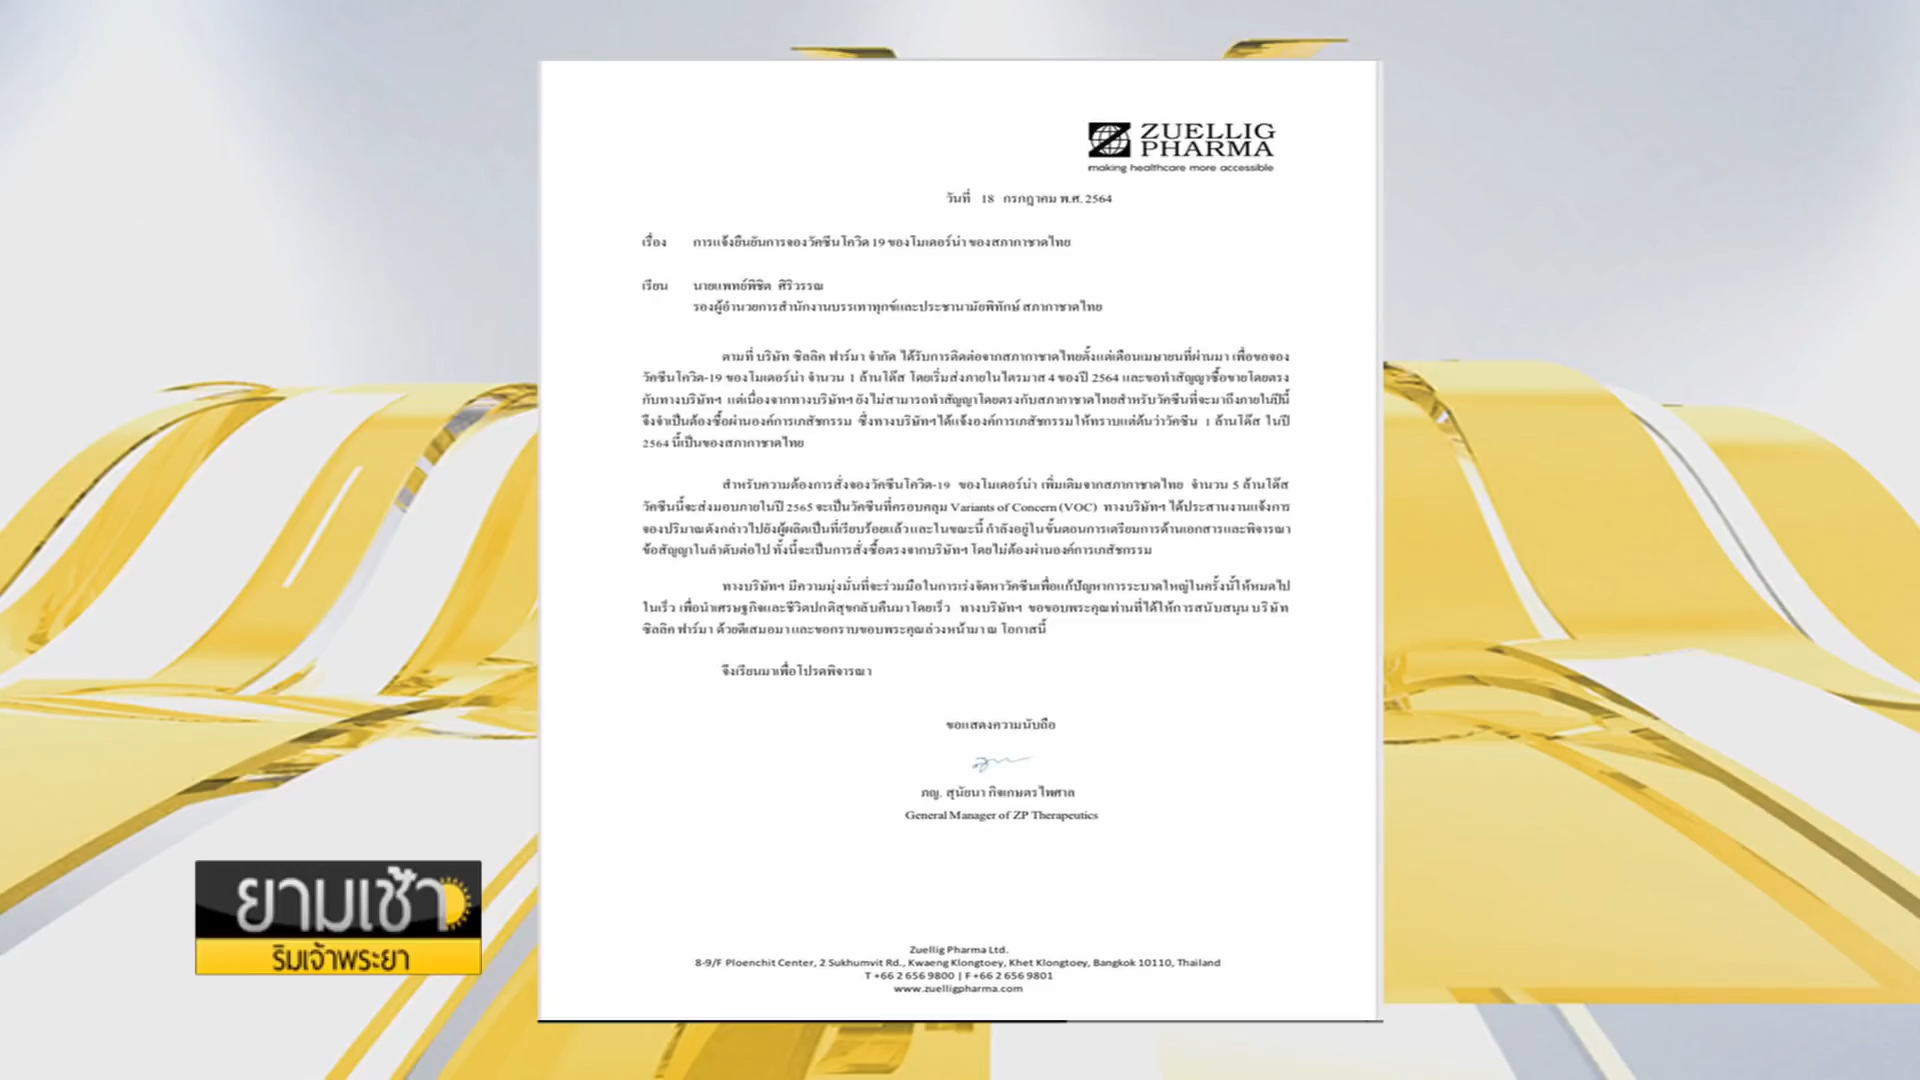 ZUELLIG
PHARMA
making healthcare more accessible
วันที่ 18 กรกฎาคม พ.ศ. 2564
เรื่อง การแจ้งยืนยันการจองวัคซีนโควิด 19 ของโมเดอร์น่า ของสภากาชาดไทย
เรียน นายแพทย์พิชิต ศิริวรรณ
รองผู้อำนวยการสำนักงานบรรเทาทุกข์และประชานามัยพิทักษ์ สภากาชาดไทย
ตามที่ บริษัท ซิลลิค ฟาร์มา จำกัด ได้รับการติดต่อจากสภากาชาดไทยตั้งแต่เดือนเมษายนที่ผ่านมา เพื่อขอจอง
วัคซีนโควิด-19 ของโมเดอร์น่า จำนวน 1 ล้านโด๊ส โดยเริ่มส่งภายในไตรมาส 4 ของปี 2564 และขอทำสัญญาซื้อขายโดยตรง
กับทางบริษัทฯ แต่เนื่องจากทางบริษัทฯ ยังไม่สามารถทำสัญญาโดยตรงกับสภากาชาดไทยสำหรับวัคซีนที่จะมาถึงภายในปีนี้
จึงจำเป็นต้องซื้อผ่านองค์การเภสัชกรรม ซึ่งทางบริษัทฯได้แจ้งองค์การเภสัชกรรมให้ทราบแต่ต้นว่าวัคซีน 1 ล้านโด๊ส ในปี
2564 นี้เป็นของสภากาชาดไทย
สำหรับความต้องการสั่งจองวัคซีนโควิด-19 ของโมเดอร์น่า เพิ่มเติมจากสภากาชาดไทย จำนวน 5 ล้านโด๊ส
วัคซีนนี้จะส่งมอบภายในปี 2565 จะเป็นวัคซีนที่ครอบคลุม Variants of Concern (VOC) ทางบริษัทฯ ได้ประสานงานแจ้งการ
จองปริมาณดังกล่าวไปยังผู้ผลิตเป็นที่เรียบร้อยแล้วและในขณะนี้ กำลังอยู่ในขั้นตอนการเตรียมการด้านเอกสารและพิจารณา
ข้อสัญญาในลำดับต่อไป ทั้งนี้จะเป็นการสั่งซื้อตรงจากบริษัทฯ โดยไม่ต้องผ่านองค์การเภสัชกรรม
ทางบริษัทฯ มีความมุ่งมั่นที่จะร่วมมือในการเร่งจัดหาวัคซีนเพื่อแก้ปัญหาการระบาดใหญ่ในครั้งนี้ให้หมดไป
ในเร็ว เพื่อนำเศรษฐกิจและชีวิตปกติสุขกลับคืนมาโดยเร็ว ทางบริษัทฯ ขอขอบพระคุณท่านที่ได้ให้การสนับสนุน บริษัท
ซิลลิค ฟาร์มา ด้วยดีเสมอมา และขอกราบขอบพระคุณล่วงหน้ามา ณ โอกาสนี้
จึงเรียนมาเพื่อโปรดพิจารณา
ขอแสดงความนับถือ
ภญ. สุนัยนา กิจเกษตรไพศาล
General Manager of ZP Therapeutics
Zuellig Pharma Ltd.
8-9/F Ploenchit Center, 2 Sukhumvit Rd., Kwaeng Klongtoey, Khet Klongtoey, Bangkok 10110, Thailand
T +66 2 656 9800 | F +66 2 656 9801
www.zuelligpharma.com
ยามเช้า
ริมเจ้าพระยา